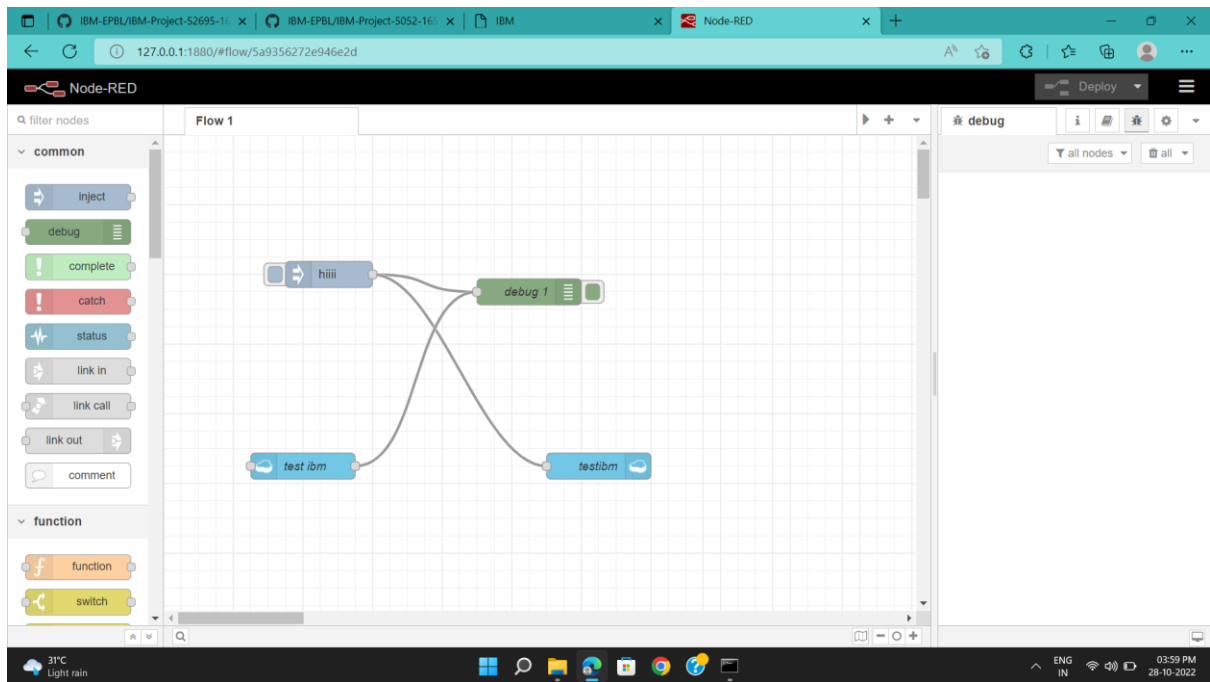 IBM-EPBL/IBM-Project-52695-16
IBM-EPBL/IBM-Project-5052-165
IBM
Node-RED
127.0.0.1:1880/#flow/5a9356272e946e2d
Node-RED
Deploy
filter nodes
Flow 1
debug
i
all nodes
all
common
inject
debug
complete
catch
status
link in
link call
link out
comment
function
function
switch
hiiii
debug 1
test ibm
testibm
31°C
Light rain
ENG
IN
03:59 PM
28-10-2022